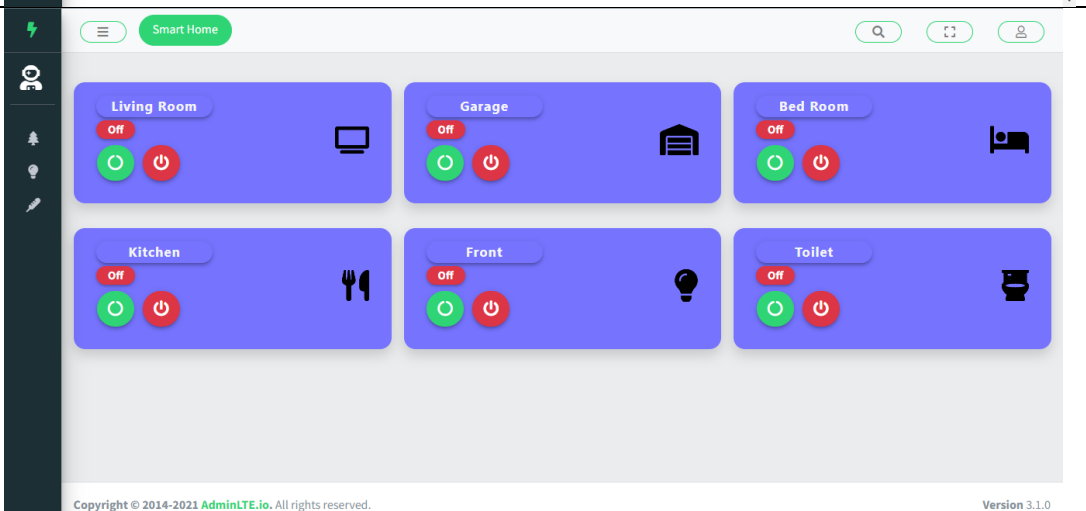 Smart Home
Living Room
Off
Garage
Off
Bed Room
Off
Kitchen
Off
Front
Off
Toilet
Off
Copyright © 2014-2021 AdminLTE.io. All rights reserved.
Version 3.1.0